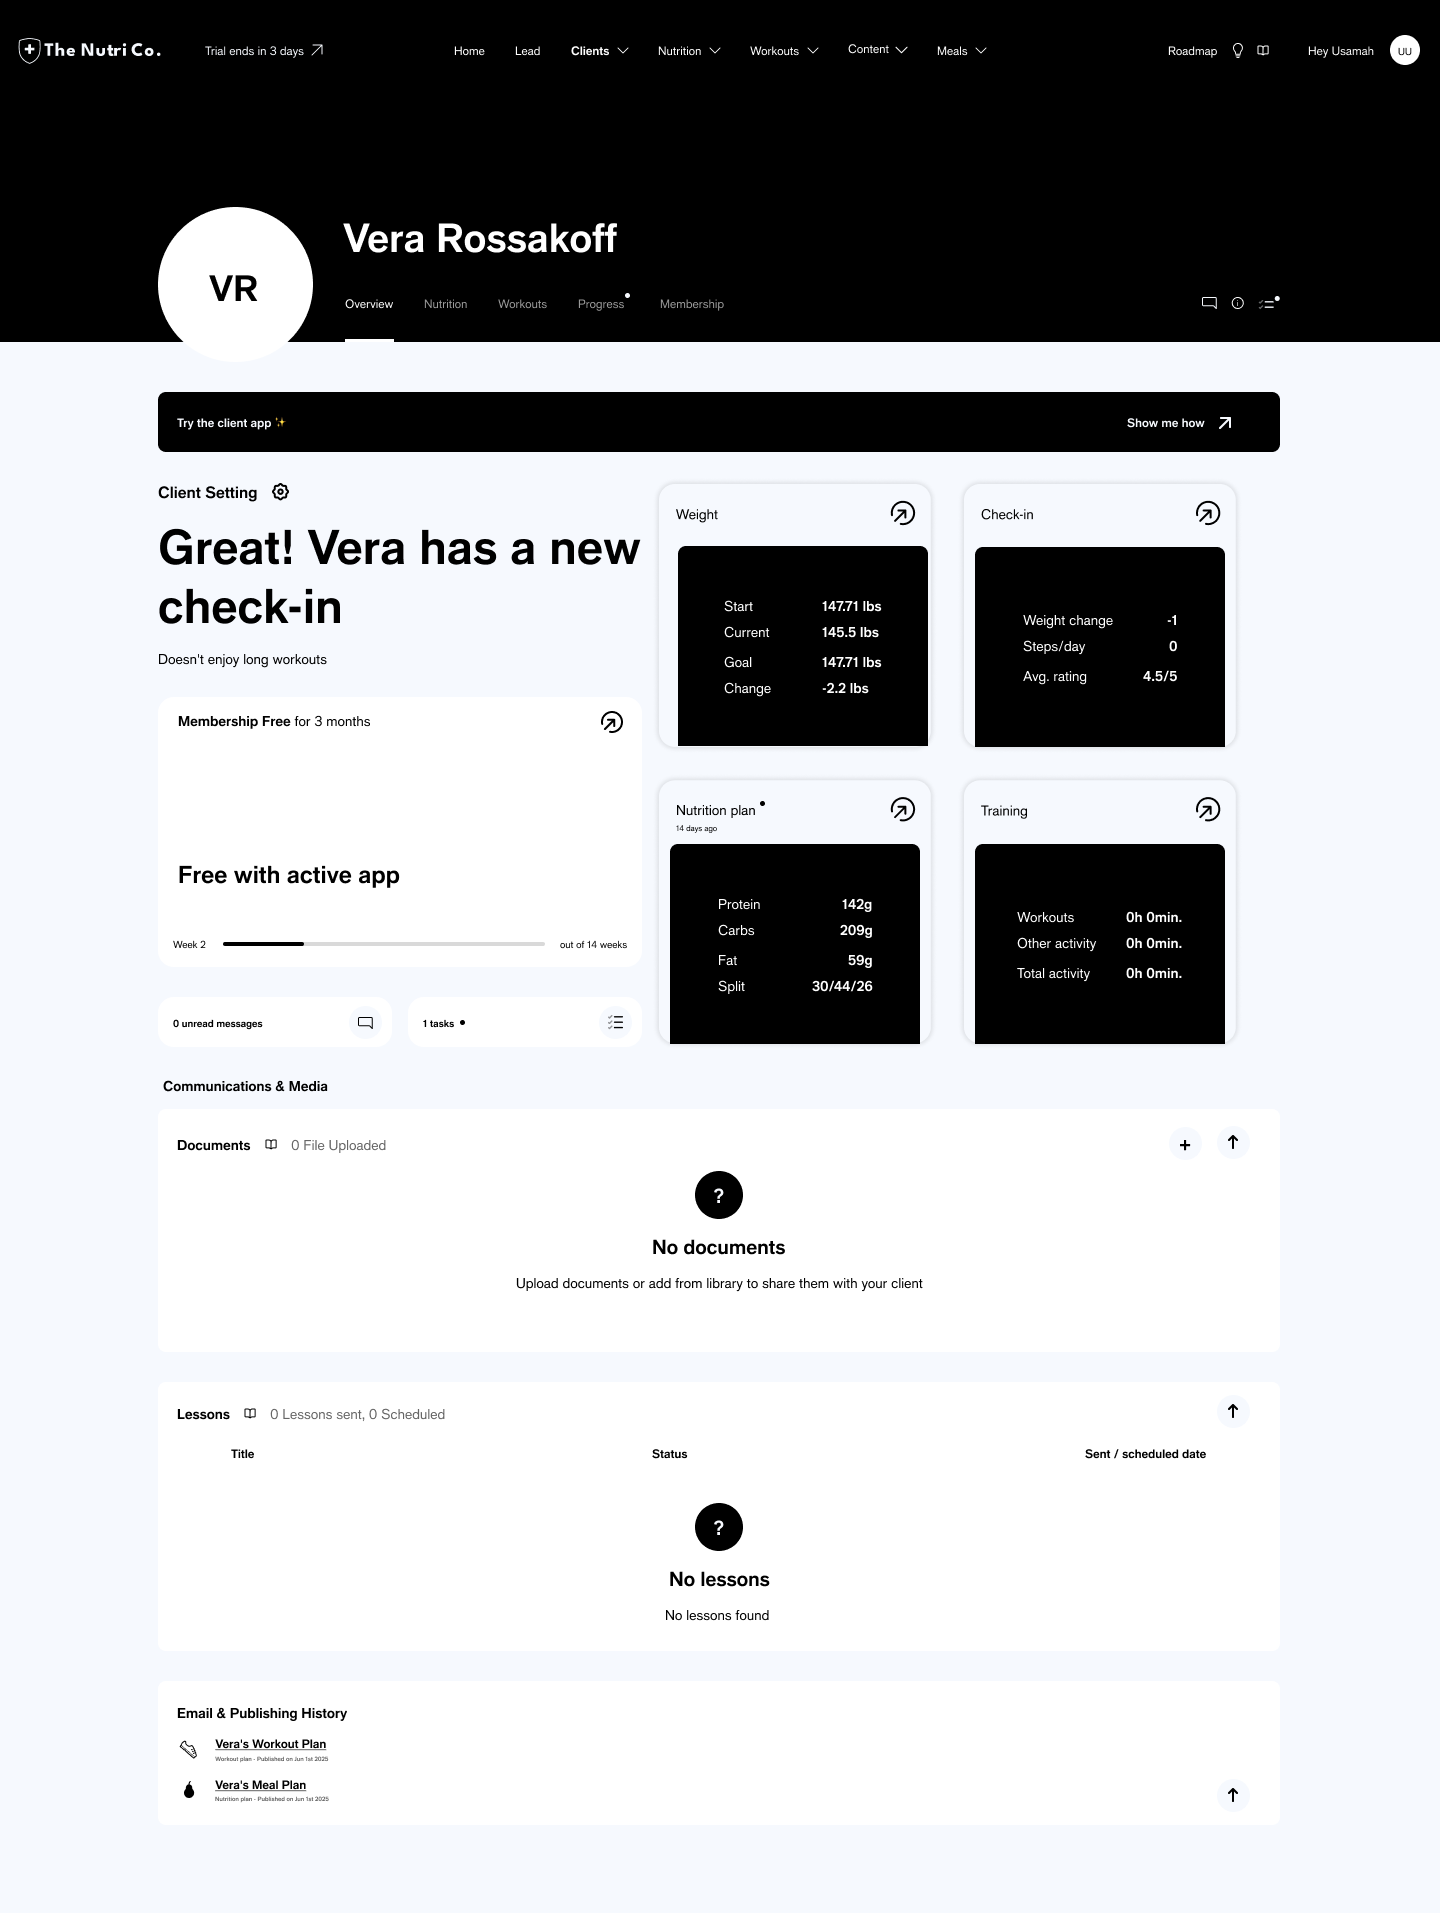 The Nutri Co.
Trial ends in 3 days
Home
Lead
Clients
Nutrition
Workouts
Content
Meals
Roadmap
Hey Usamah
UU
VR
Vera Rossakoff
Overview
Nutrition
Workouts
Progress
Membership
Try the client app ✨
Show me how
Client Setting
Great! Vera has a new
check-in
Doesn't enjoy long workouts
Membership Free for 3 months
Free with active app
Week 2
out of 14 weeks
0 unread messages
1 tasks
Weight
Start 147.71 lbs
Current 145.5 lbs
Goal 147.71 lbs
Change -2.2 lbs
Check-in
Weight change -1
Steps/day 0
Avg. rating 4.5/5
Nutrition plan
14 days ago
Protein 142g
Carbs 209g
Fat 59g
Split 30/44/26
Training
Workouts 0h 0min.
Other activity 0h 0min.
Total activity 0h 0min.
Communications & Media
Documents
0 File Uploaded
+
?
No documents
Upload documents or add from library to share them with your client
Lessons
0 Lessons sent, 0 Scheduled
Title
Status
Sent / scheduled date
?
No lessons
No lessons found
Email & Publishing History
Vera's Workout Plan
Workout plan - Published on Jun 1st 2025
Vera's Meal Plan
Nutrition plan - Published on Jun 1st 2025